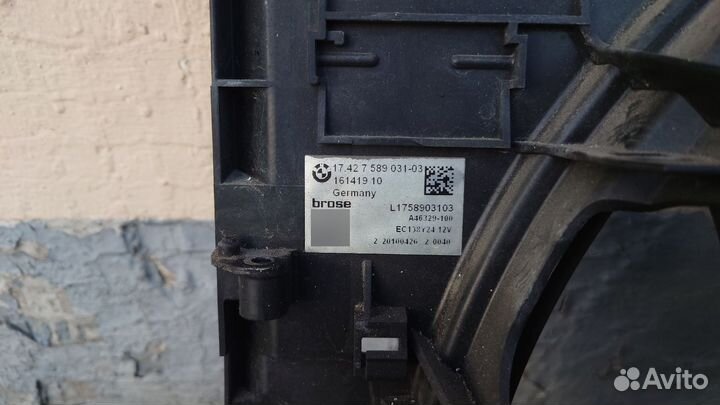 17.42 7 589 031-03
161419 10
Germany
brose
L1758903103
A46329-100
12V
2 20100426 2 0040
Avito